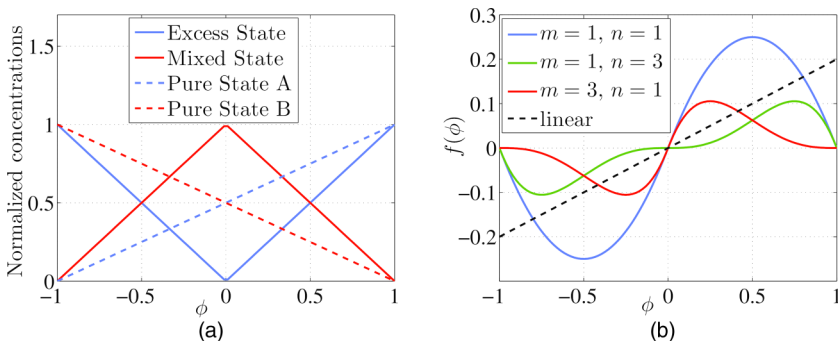 Normalized concentrations
1.5
1
0.5
0
−1
−0.5
0
0.5
1
ϕ
Excess State
Mixed State
Pure State A
Pure State B
(a)
f(ϕ)
0.3
0.2
0.1
0
−0.1
−0.2
−0.3
−1
−0.5
0
0.5
1
ϕ
m = 1, n = 1
m = 1, n = 3
m = 3, n = 1
linear
(b)